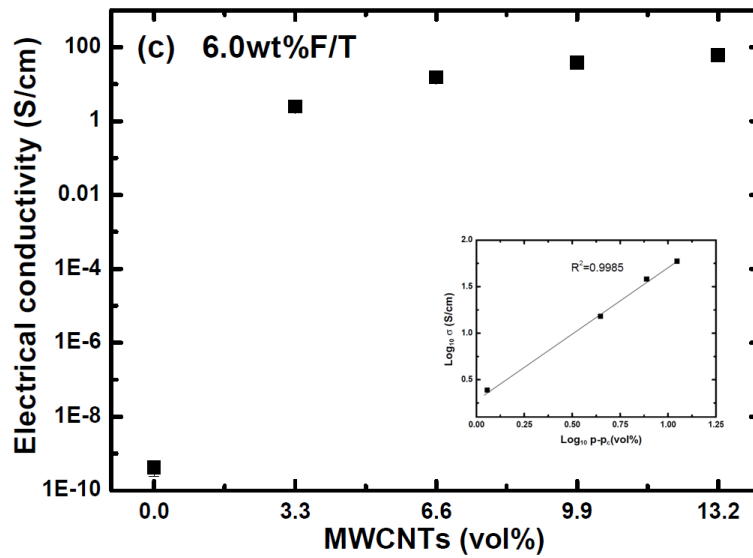 (c) 6.0wt%F/T
Electrical conductivity (S/cm)
100
1
0.01
1E-4
1E-6
1E-8
1E-10
0.0 3.3 6.6 9.9 13.2
MWCNTs (vol%)
R²=0.9985
Log₁₀ σ (S/cm)
2.0
1.5
1.0
0.5
0.00 0.25 0.50 0.75 1.00 1.25
Log₁₀ p-pc(vol%)